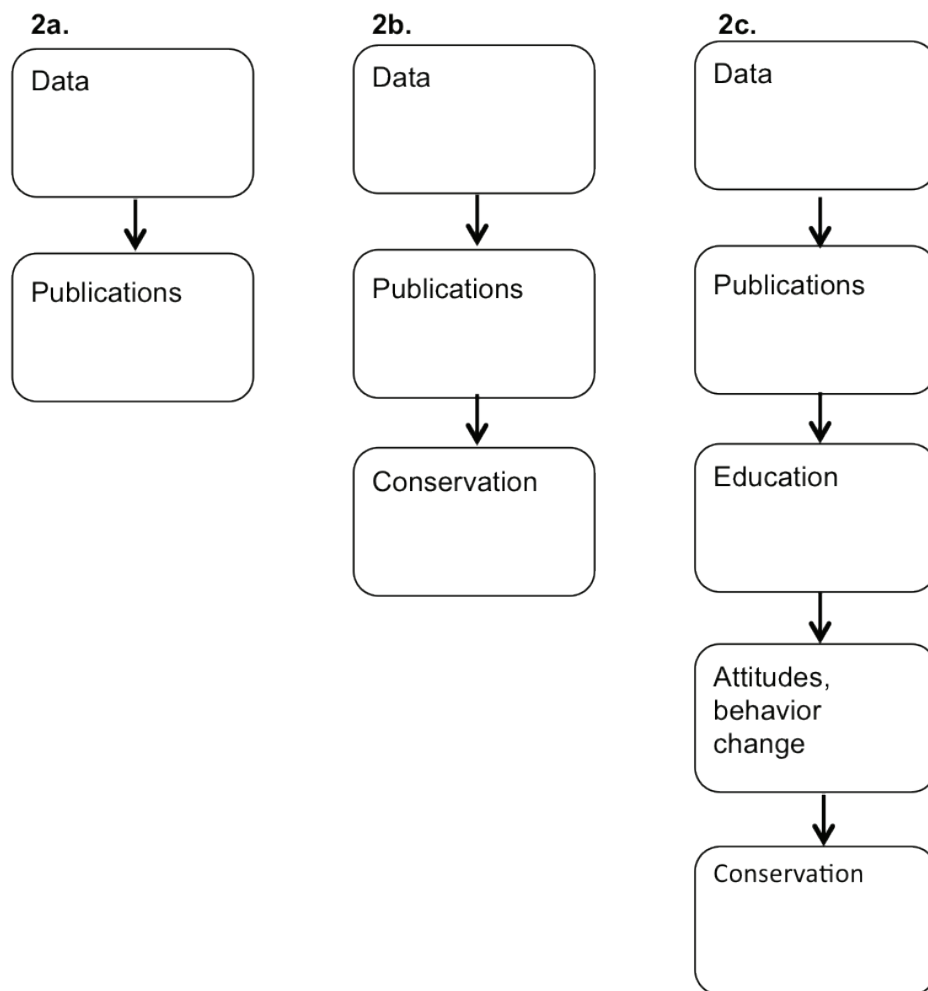 2a.
Data
Publications
2b.
Data
Publications
Conservation
2c.
Data
Publications
Education
Attitudes,
behavior
change
Conservation